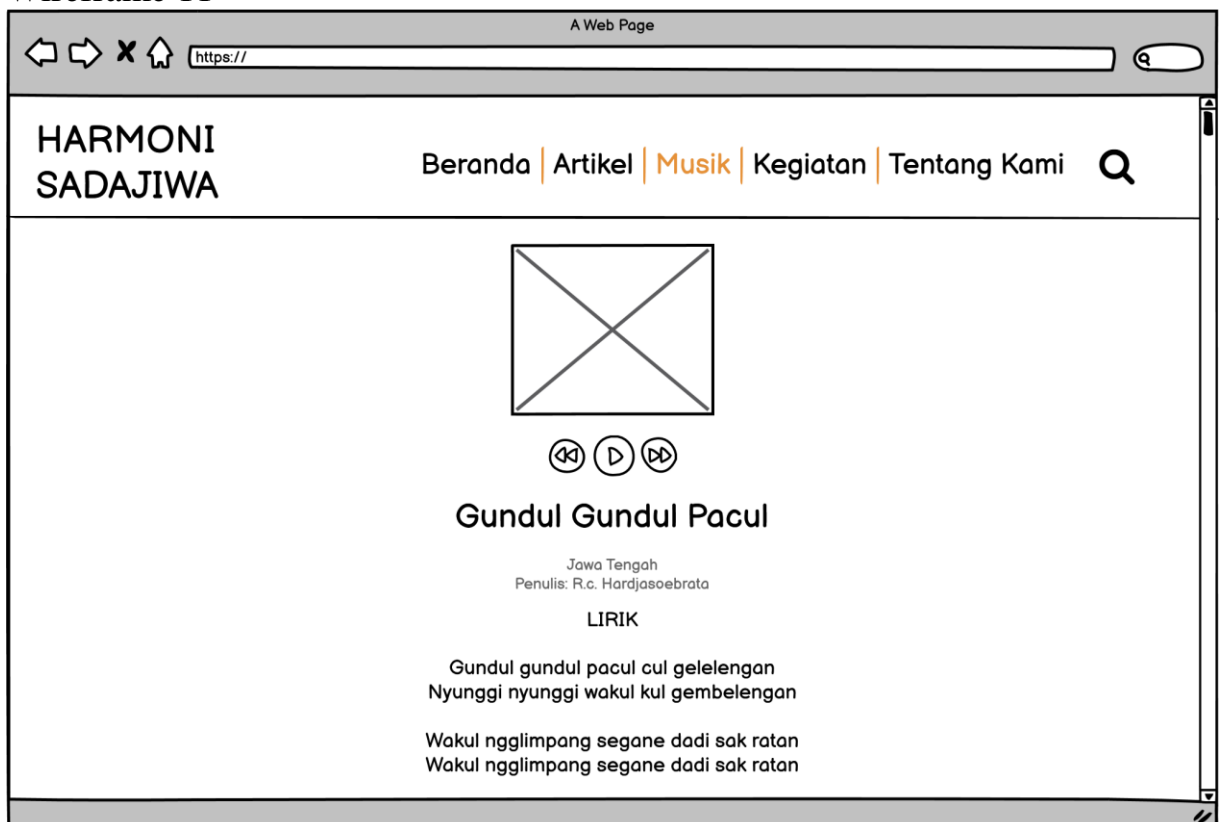 A Web Page
https://
HARMONI
SADAJIWA
Beranda | Artikel | Musik | Kegiatan | Tentang Kami
Gundul Gundul Pacul
Jawa Tengah
Penulis: R.c. Hardjasoebrata
LIRIK
Gundul gundul pacul cul gelelengan
Nyunggi nyunggi wakul kul gembelengan
Wakul ngglimpang segane dadi sak ratan
Wakul ngglimpang segane dadi sak ratan